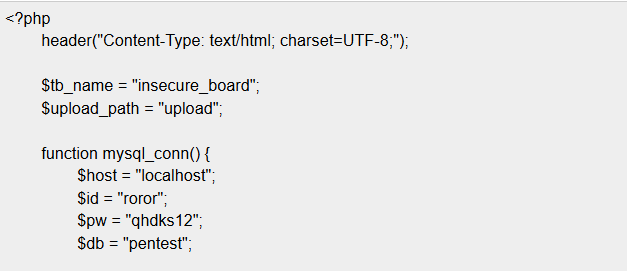 <?php
header("Content-Type: text/html; charset=UTF-8;");
$tb_name = "insecure_board";
$upload_path = "upload";
function mysql_conn() {
$host = "localhost";
$id = "roror";
$pw = "qhdks12";
$db = "pentest";